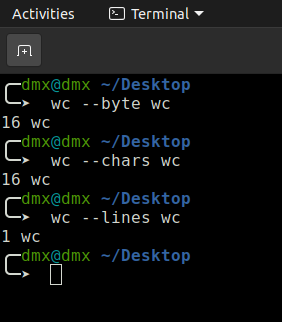 Activities Terminal
dmx@dmx ~/Desktop
wc --byte wc
16 wc
dmx@dmx ~/Desktop
wc --chars wc
16 wc
dmx@dmx ~/Desktop
wc --lines wc
1 wc
dmx@dmx ~/Desktop